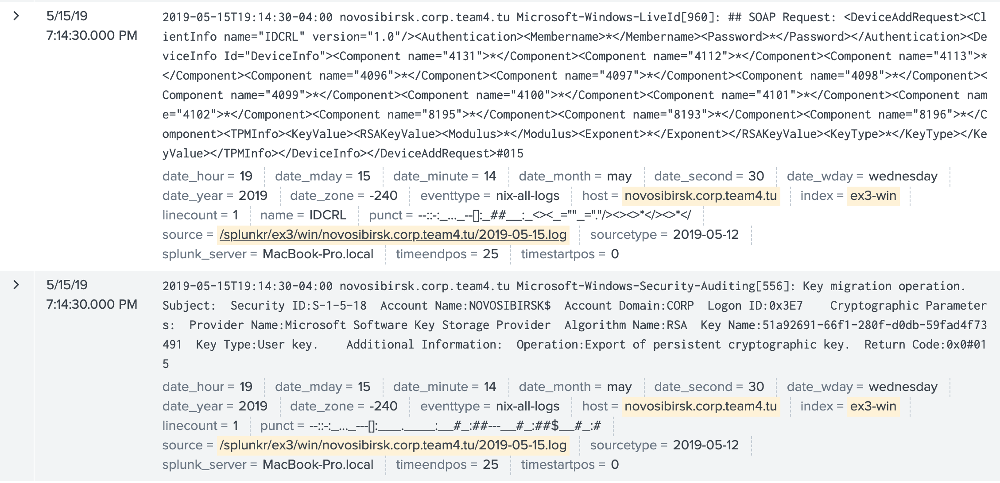 5/15/19
7:14:30.000 PM
2019-05-15T19:14:30-04:00 novosibirsk.corp.team4.tu Microsoft-Windows-LiveId[960]: ## SOAP Request: <DeviceAddRequest><Cl
ientInfo name="IDCRL" version="1.0"/><Authentication><Membername>*</Membername><Password>*</Password></Authentication><De
viceInfo Id="DeviceInfo"><Component name="4131">*</Component><Component name="4112">*</Component><Component name="4113">*
</Component><Component name="4096">*</Component><Component name="4097">*</Component><Component name="4098">*</Component><
Component name="4099">*</Component><Component name="4100">*</Component><Component name="4101">*</Component><Component nam
e="4102">*</Component><Component name="8195">*</Component><Component name="8193">*</Component><Component name="8196">*</C
omponent><TPMInfo><KeyValue><RSAKeyValue><Modulus>*</Modulus><Exponent>*</Exponent></RSAKeyValue><KeyType>*</KeyType></Ke
yValue></TPMInfo></DeviceInfo></DeviceAddRequest>#015
date_hour = 19 date_mday = 15 date_minute = 14 date_month = may date_second = 30 date_wday = wednesday
date_year = 2019 date_zone = -240 eventtype = nix-all-logs host = novosibirsk.corp.team4.tu index = ex3-win
linecount = 1 name = IDCRL punct = --::-:_..._--[]:_##__:_<><_=""_="."/><><>*</><>*</
source = /splunkr/ex3/win/novosibirsk.corp.team4.tu/2019-05-15.log sourcetype = 2019-05-12
splunk_server = MacBook-Pro.local timeendpos = 25 timestartpos = 0
5/15/19
7:14:30.000 PM
2019-05-15T19:14:30-04:00 novosibirsk.corp.team4.tu Microsoft-Windows-Security-Auditing[556]: Key migration operation.
Subject:  Security ID:S-1-5-18  Account Name:NOVOSIBIRSK$  Account Domain:CORP  Logon ID:0x3E7    Cryptographic Parameter
s:  Provider Name:Microsoft Software Key Storage Provider  Algorithm Name:RSA  Key Name:51a92691-66f1-280f-d0db-59fad4f73
491  Key Type:User key.    Additional Information:  Operation:Export of persistent cryptographic key.  Return Code:0x0#01
5
date_hour = 19 date_mday = 15 date_minute = 14 date_month = may date_second = 30 date_wday = wednesday
date_year = 2019 date_zone = -240 eventtype = nix-all-logs host = novosibirsk.corp.team4.tu index = ex3-win
linecount = 1 punct = --::-:_..._---[]:___._____:__#_:##---__#_:##$__#_:#
source = /splunkr/ex3/win/novosibirsk.corp.team4.tu/2019-05-15.log sourcetype = 2019-05-12
splunk_server = MacBook-Pro.local timeendpos = 25 timestartpos = 0